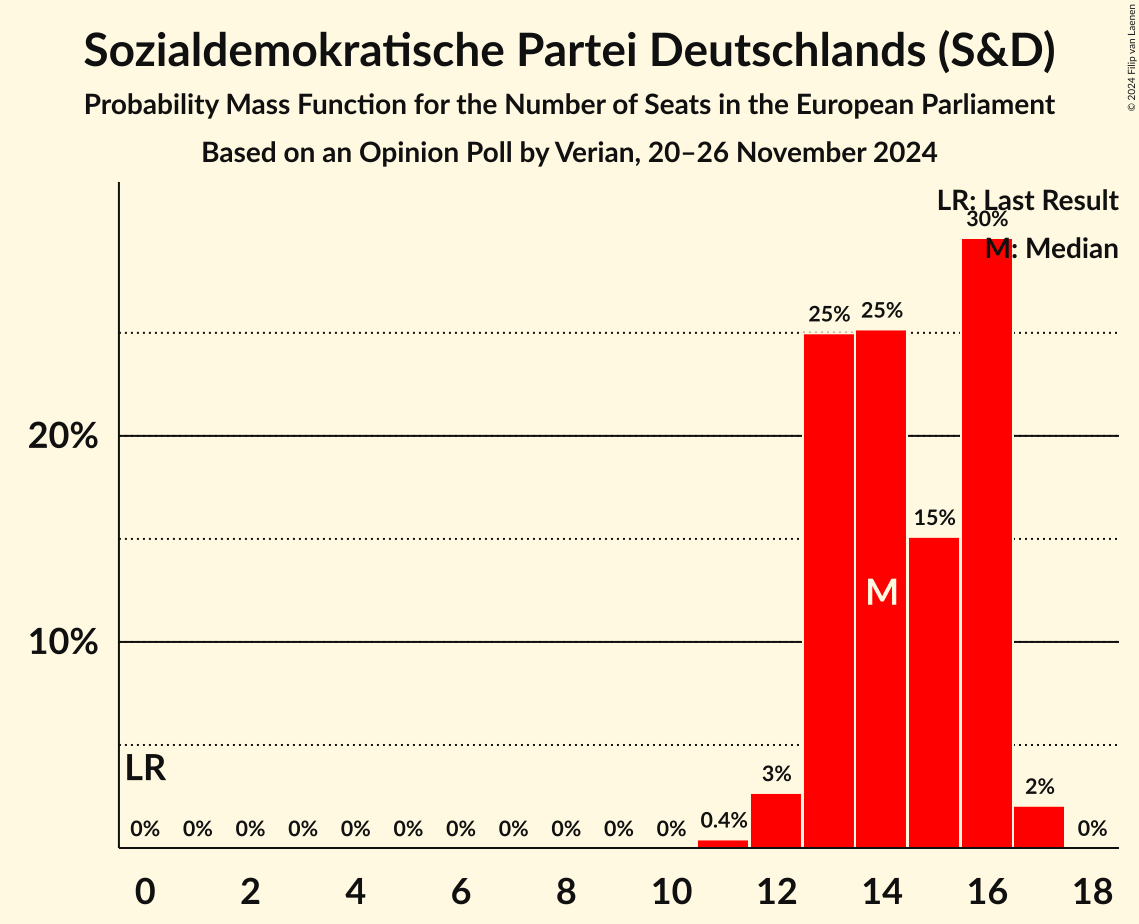 Sozialdemokratische Partei Deutschlands (S&D)
Probability Mass Function for the Number of Seats in the European Parliament
Based on an Opinion Poll by Verian, 20–26 November 2024
© 2024 Filip van Laenen
LR: Last Result
M: Median
30%
25% 25%
20%
15%
M
10%
LR
3%
2%
0% 0% 0% 0% 0% 0% 0% 0% 0% 0% 0% 0.4% 0%
0 2 4 6 8 10 12 14 16 18